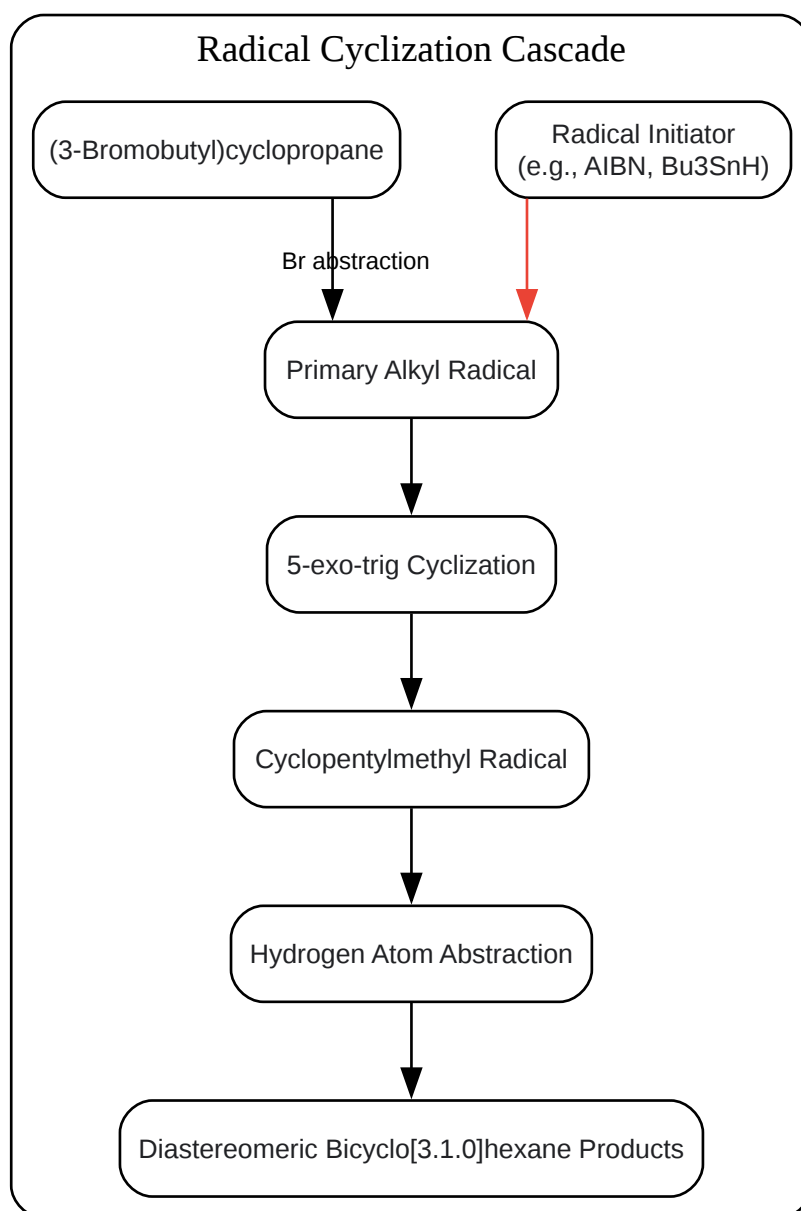 Radical Cyclization Cascade
(3-Bromobutyl)cyclopropane
Radical Initiator
(e.g., AIBN, Bu3SnH)
Br abstraction
Primary Alkyl Radical
5-exo-trig Cyclization
Cyclopentylmethyl Radical
Hydrogen Atom Abstraction
Diastereomeric Bicyclo[3.1.0]hexane Products